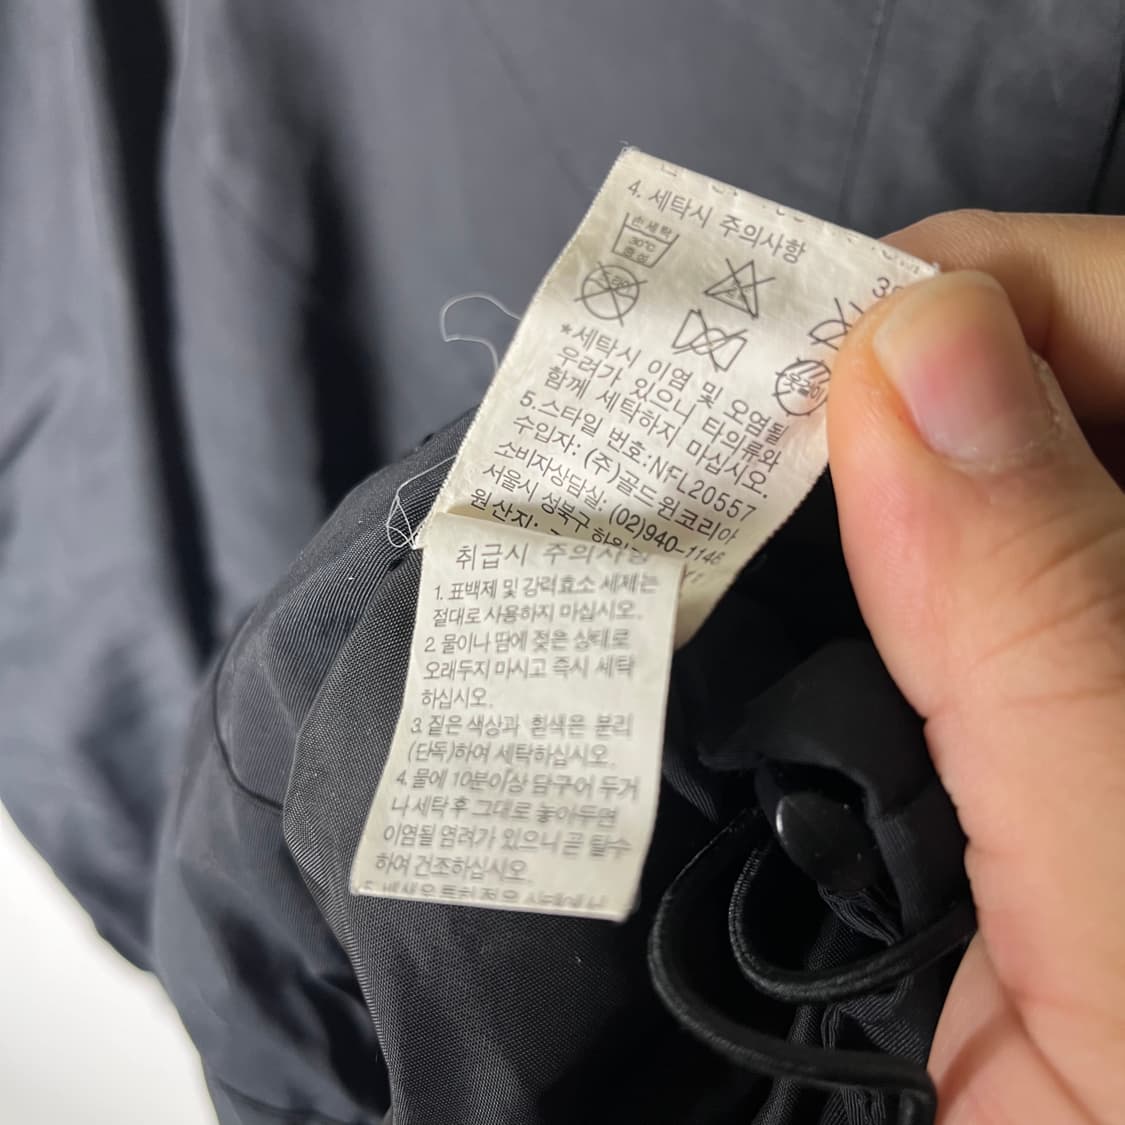 4. 세탁시 주의사항
손세탁
30℃
중성
*세탁시 이염 및 오염될
우려가 있으니 타의류와
함께 세탁하지 마십시오.
5.스타일 번호:NFL20557
수입자: (주)골드윈코리아
소비자상담실: (02)940-1146
서울시 성북구
원산지:
취급시 주의사항
1. 표백제 및 강력효소 세제는
절대로 사용하지 마십시오.
2. 물이나 땀에 젖은 상태로
오래두지 마시고 즉시 세탁
하십시오.
3. 짙은 색상과 흰색은 분리
(단독)하여 세탁하십시오.
4. 물에 10분이상 담구어 두거
나 세탁 후 그대로 놓아두면
이염될 염려가 있으니 곧 탈수
하여 건조하십시오.